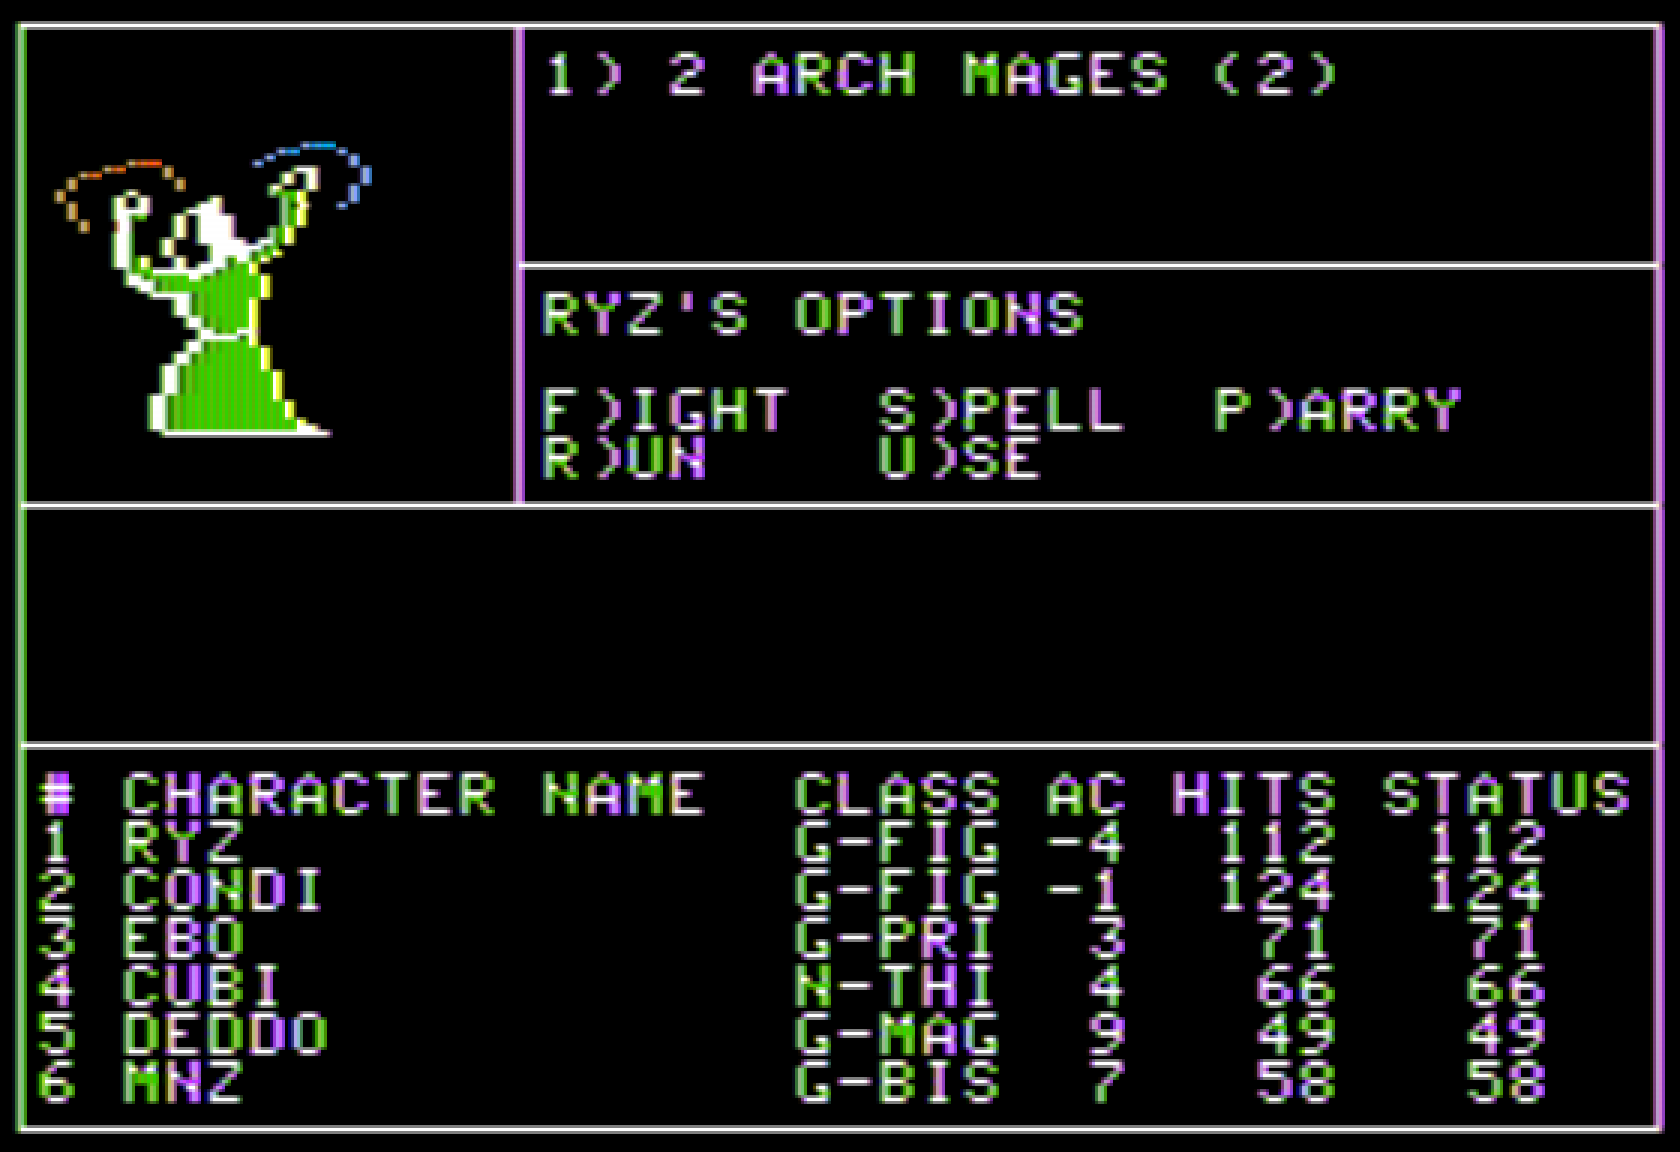 1) 2 ARCH MAGES (2)
RYZ'S OPTIONS
F)IGHT S)PELL P)ARRY
R)UN U)SE
# CHARACTER NAME CLASS AC HITS STATUS
1 RYZ G-FIG -4 112 112
2 CONDI G-FIG -1 124 124
3 EBO G-PRI 3 71 71
4 CUBI N-THI 4 66 66
5 DEDDO G-MAG 9 49 49
6 MNZ G-BIS 7 58 58